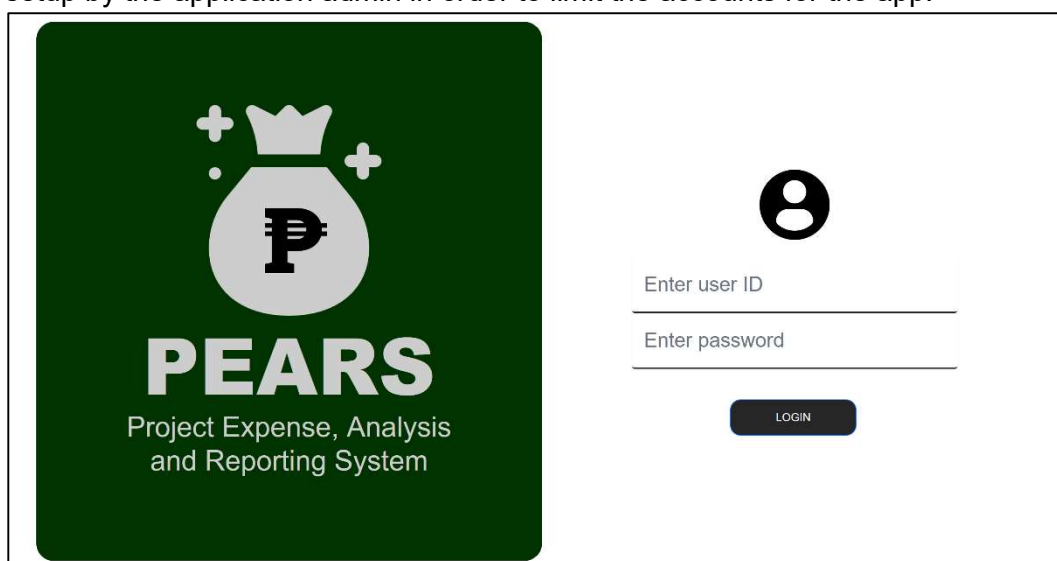 setup by the application admin in order to limit the accounts for the app.
₱
PEARS
Project Expense, Analysis
and Reporting System
Enter user ID
Enter password
LOGIN